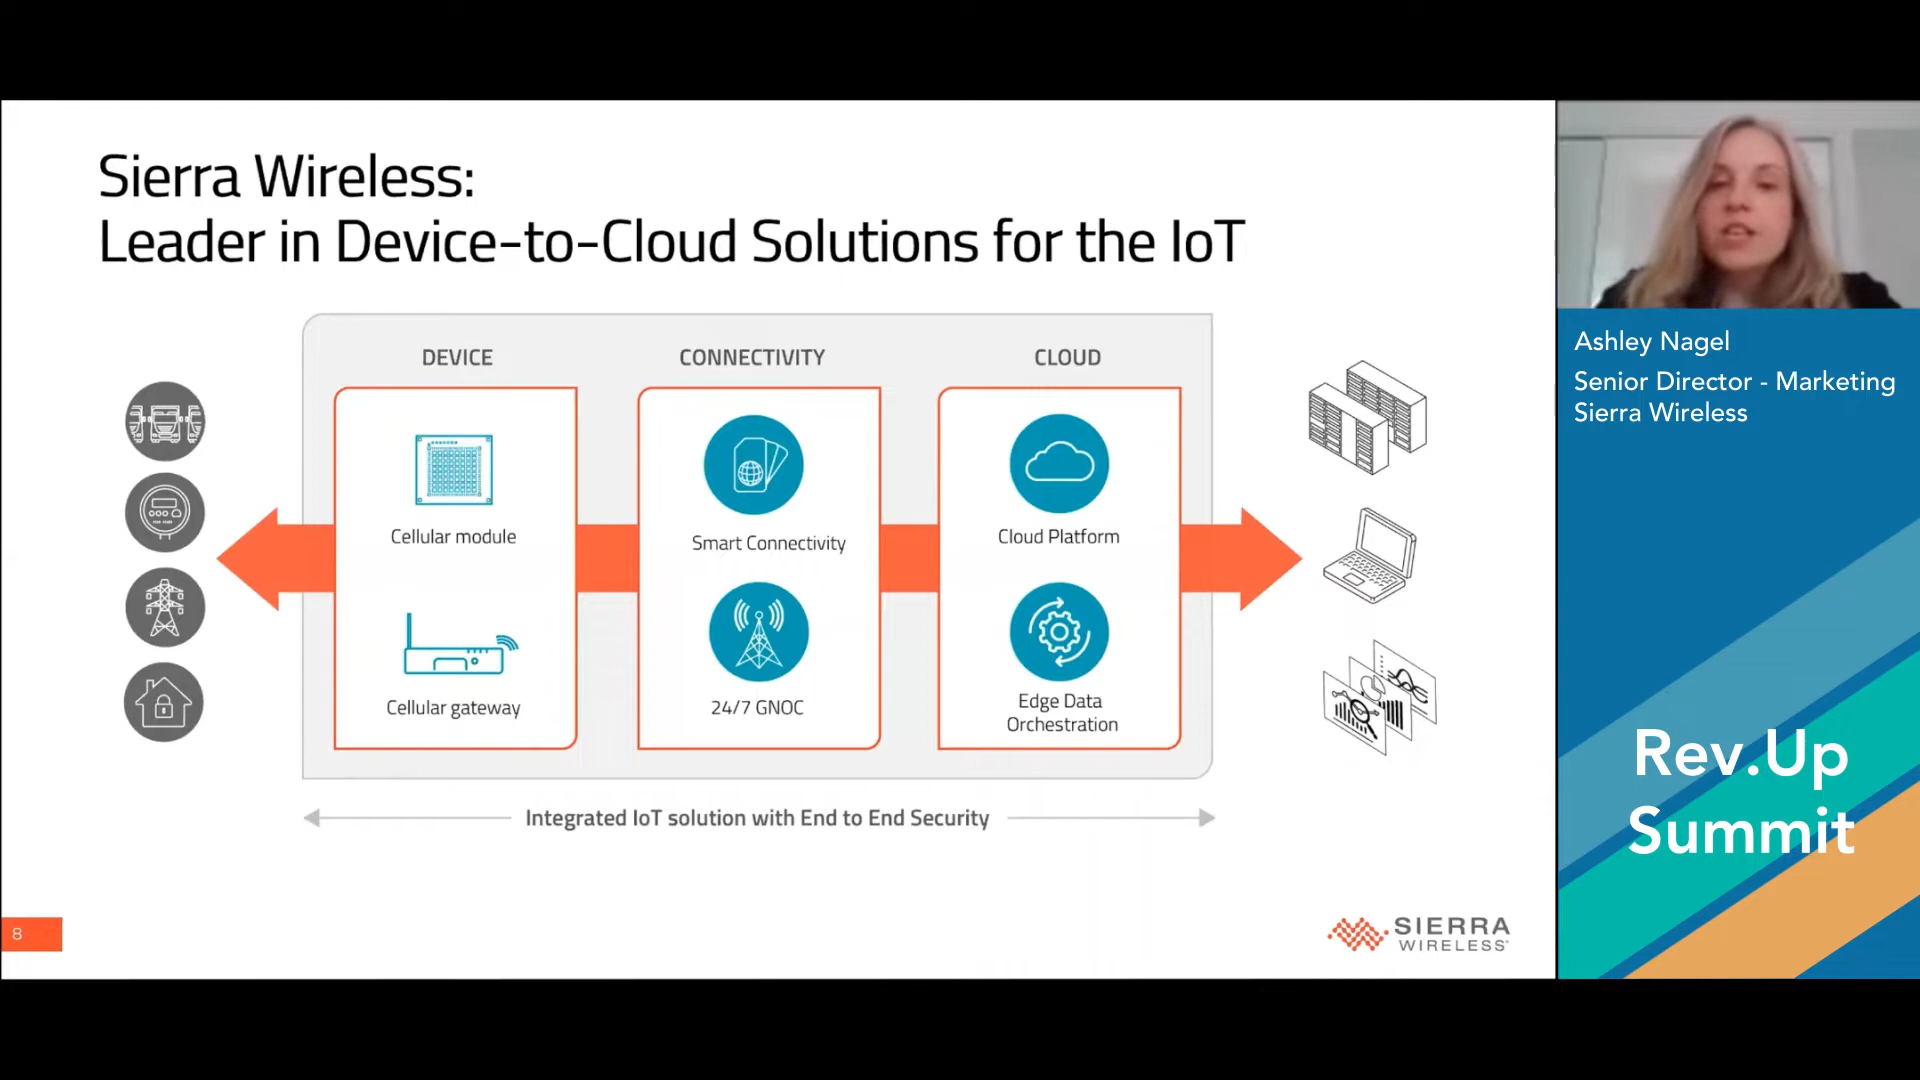 Sierra Wireless:
Leader in Device-to-Cloud Solutions for the IoT
DEVICE
CONNECTIVITY
CLOUD
Cellular module
Smart Connectivity
Cloud Platform
Cellular gateway
24/7 GNOC
Edge Data
Orchestration
Integrated IoT solution with End to End Security
8
SIERRA
WIRELESS
Ashley Nagel
Senior Director - Marketing
Sierra Wireless
Rev.Up
Summit